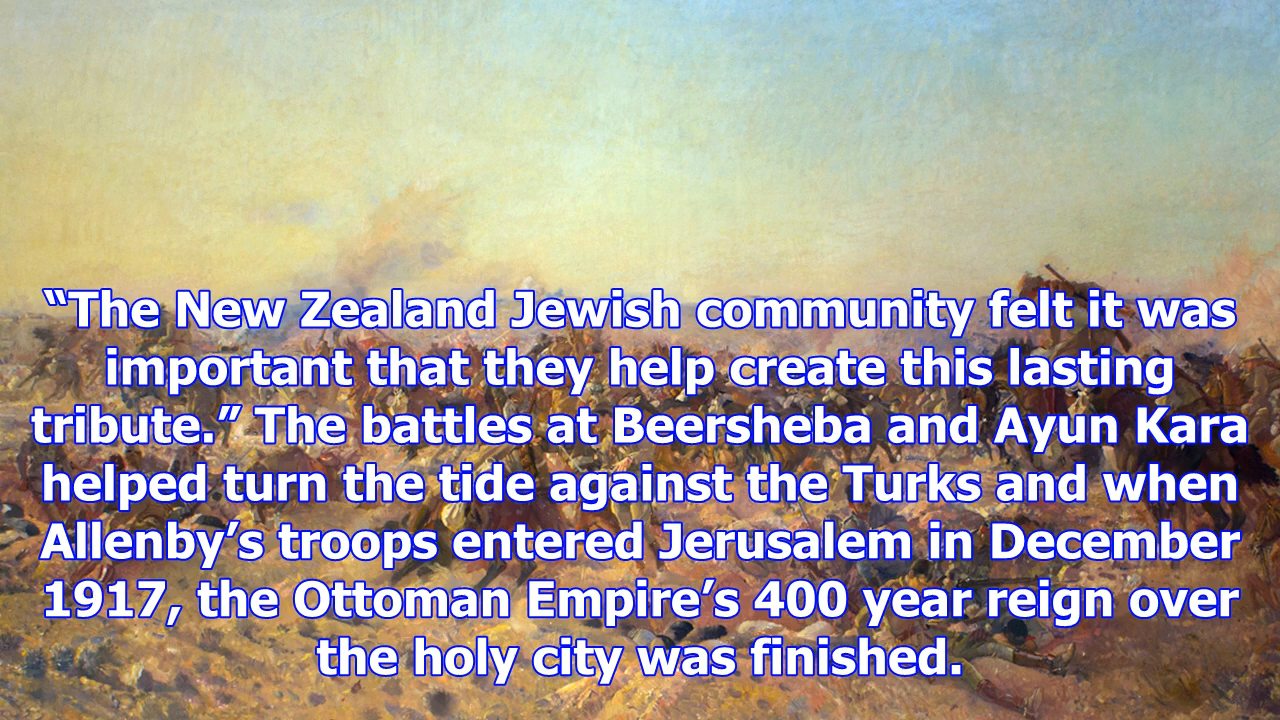 “The New Zealand Jewish community felt it was
important that they help create this lasting
tribute.” The battles at Beersheba and Ayun Kara
helped turn the tide against the Turks and when
Allenby’s troops entered Jerusalem in December
1917, the Ottoman Empire’s 400 year reign over
the holy city was finished.